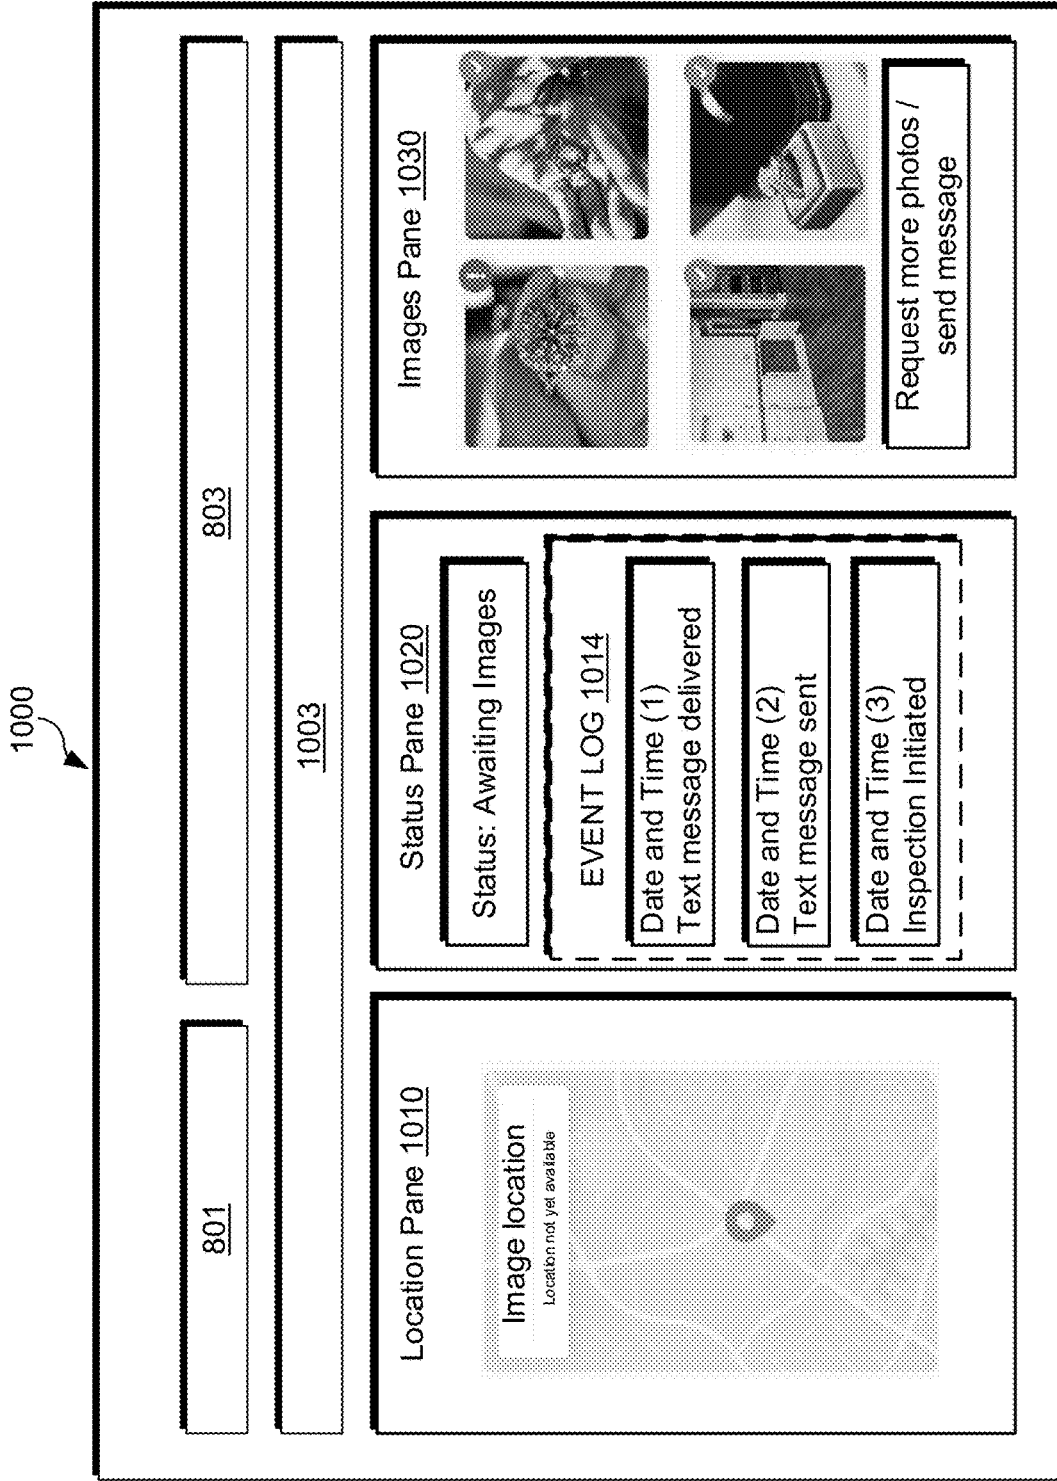 1000
801
803
1003
Location Pane 1010
Image location
Location not yet available
Status Pane 1020
Status: Awaiting Images
EVENT LOG 1014
Date and Time (1)
Text message delivered
Date and Time (2)
Text message sent
Date and Time (3)
Inspection Initiated
Images Pane 1030
Request more photos /
send message